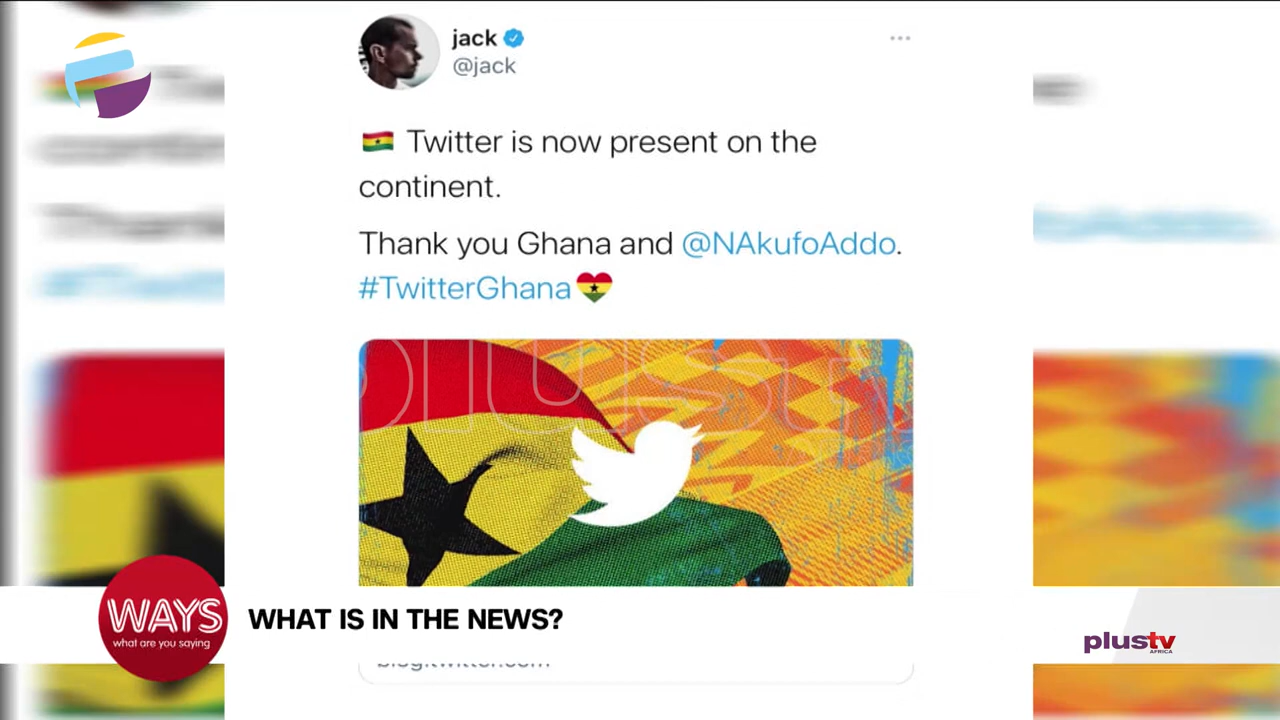 jack
@jack
Twitter is now present on the
continent.
Thank you Ghana and @NAkufoAddo.
#TwitterGhana
plustv
WAYS
what are you saying
WHAT IS IN THE NEWS?
plustv
AFRICA